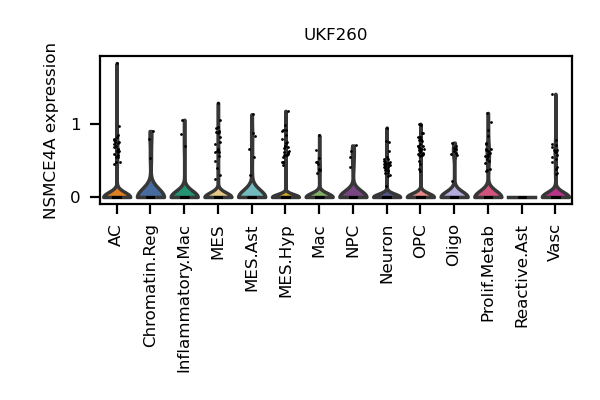 UKF260
NSMCE4A expression
1
0
AC
Chromatin.Reg
Inflammatory.Mac
MES
MES.Ast
MES.Hyp
Mac
NPC
Neuron
OPC
Oligo
Prolif.Metab
Reactive.Ast
Vasc